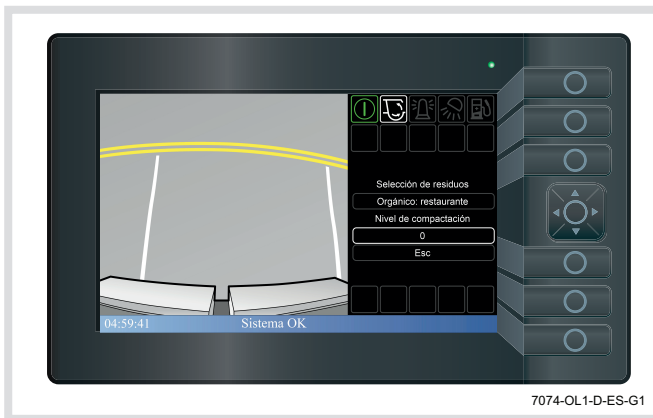 Selección de residuos
Orgánico: restaurante
Nivel de compactación
0
Esc
04:59:41 Sistema OK
7074-OL1-D-ES-G1